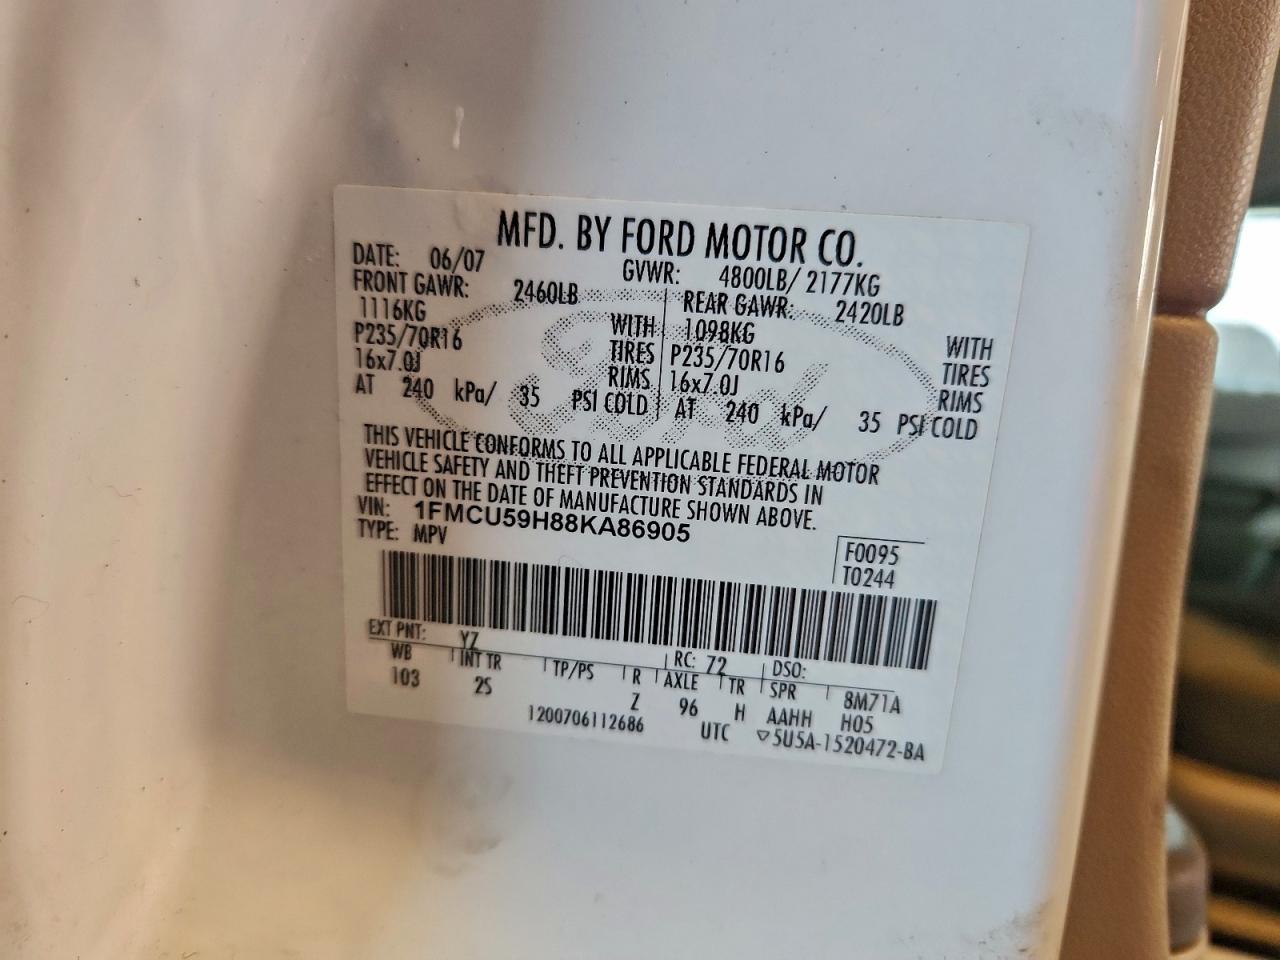 MFD. BY FORD MOTOR CO.
DATE: 06/07 GVWR: 4800LB/ 2177KG
FRONT GAWR: 2460LB REAR GAWR: 2420LB
1116KG WITH 1098KG WITH
P235/70R16 TIRES P235/70R16 TIRES
16x7.0J RIMS 16x7.0J RIMS
AT 240 kPa/ 35 PSI COLD AT 240 kPa/ 35 PSI COLD
THIS VEHICLE CONFORMS TO ALL APPLICABLE FEDERAL MOTOR
VEHICLE SAFETY AND THEFT PREVENTION STANDARDS IN
EFFECT ON THE DATE OF MANUFACTURE SHOWN ABOVE.
VIN: 1FMCU59H88KA86905
TYPE: MPV
F0095
T0244
EXT PNT: YZ RC: 72 DSO:
WB INT TR TP/PS R AXLE TR SPR 8M71A
103 2S Z 96 H AAHH H05
1200706112686 UTC ▽5U5A-1520472-BA